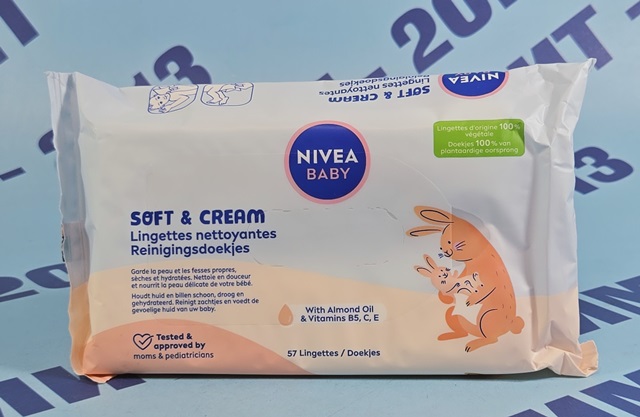 SOFT & CREAM
Lingettes nettoyantes
Reinigingsdoekjes
NIVEA
NIVEA
BABY
Lingettes d'origine 100%
végétale
Doekjes 100% van
plantaardige oorsprong
SOFT & CREAM
Lingettes nettoyantes
Reinigingsdoekjes
Garde la peau et les fesses propres,
sèches et hydratées. Nettoie en douceur
et nourrit la peau délicate de votre bébé.
Houdt huid en billen schoon, droog en
gehydrateerd. Reinigt zachtjes en voedt de
gevoelige huid van uw baby.
With Almond Oil
& Vitamins B5, C, E
Tested &
approved by
moms & pediatricians
57 Lingettes / Doekjes